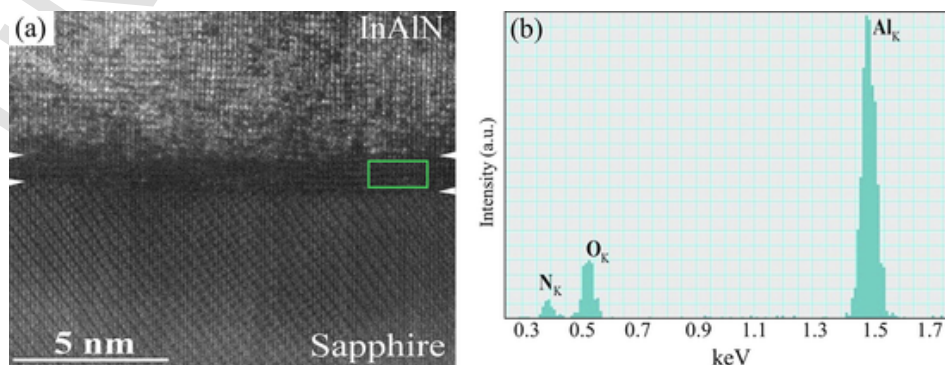 (a)
InAlN
5 nm
Sapphire
(b)
Al_K
O_K
N_K
Intensity (a.u.)
0.3 0.5 0.7 0.9 1.1 1.3 1.5 1.7
keV